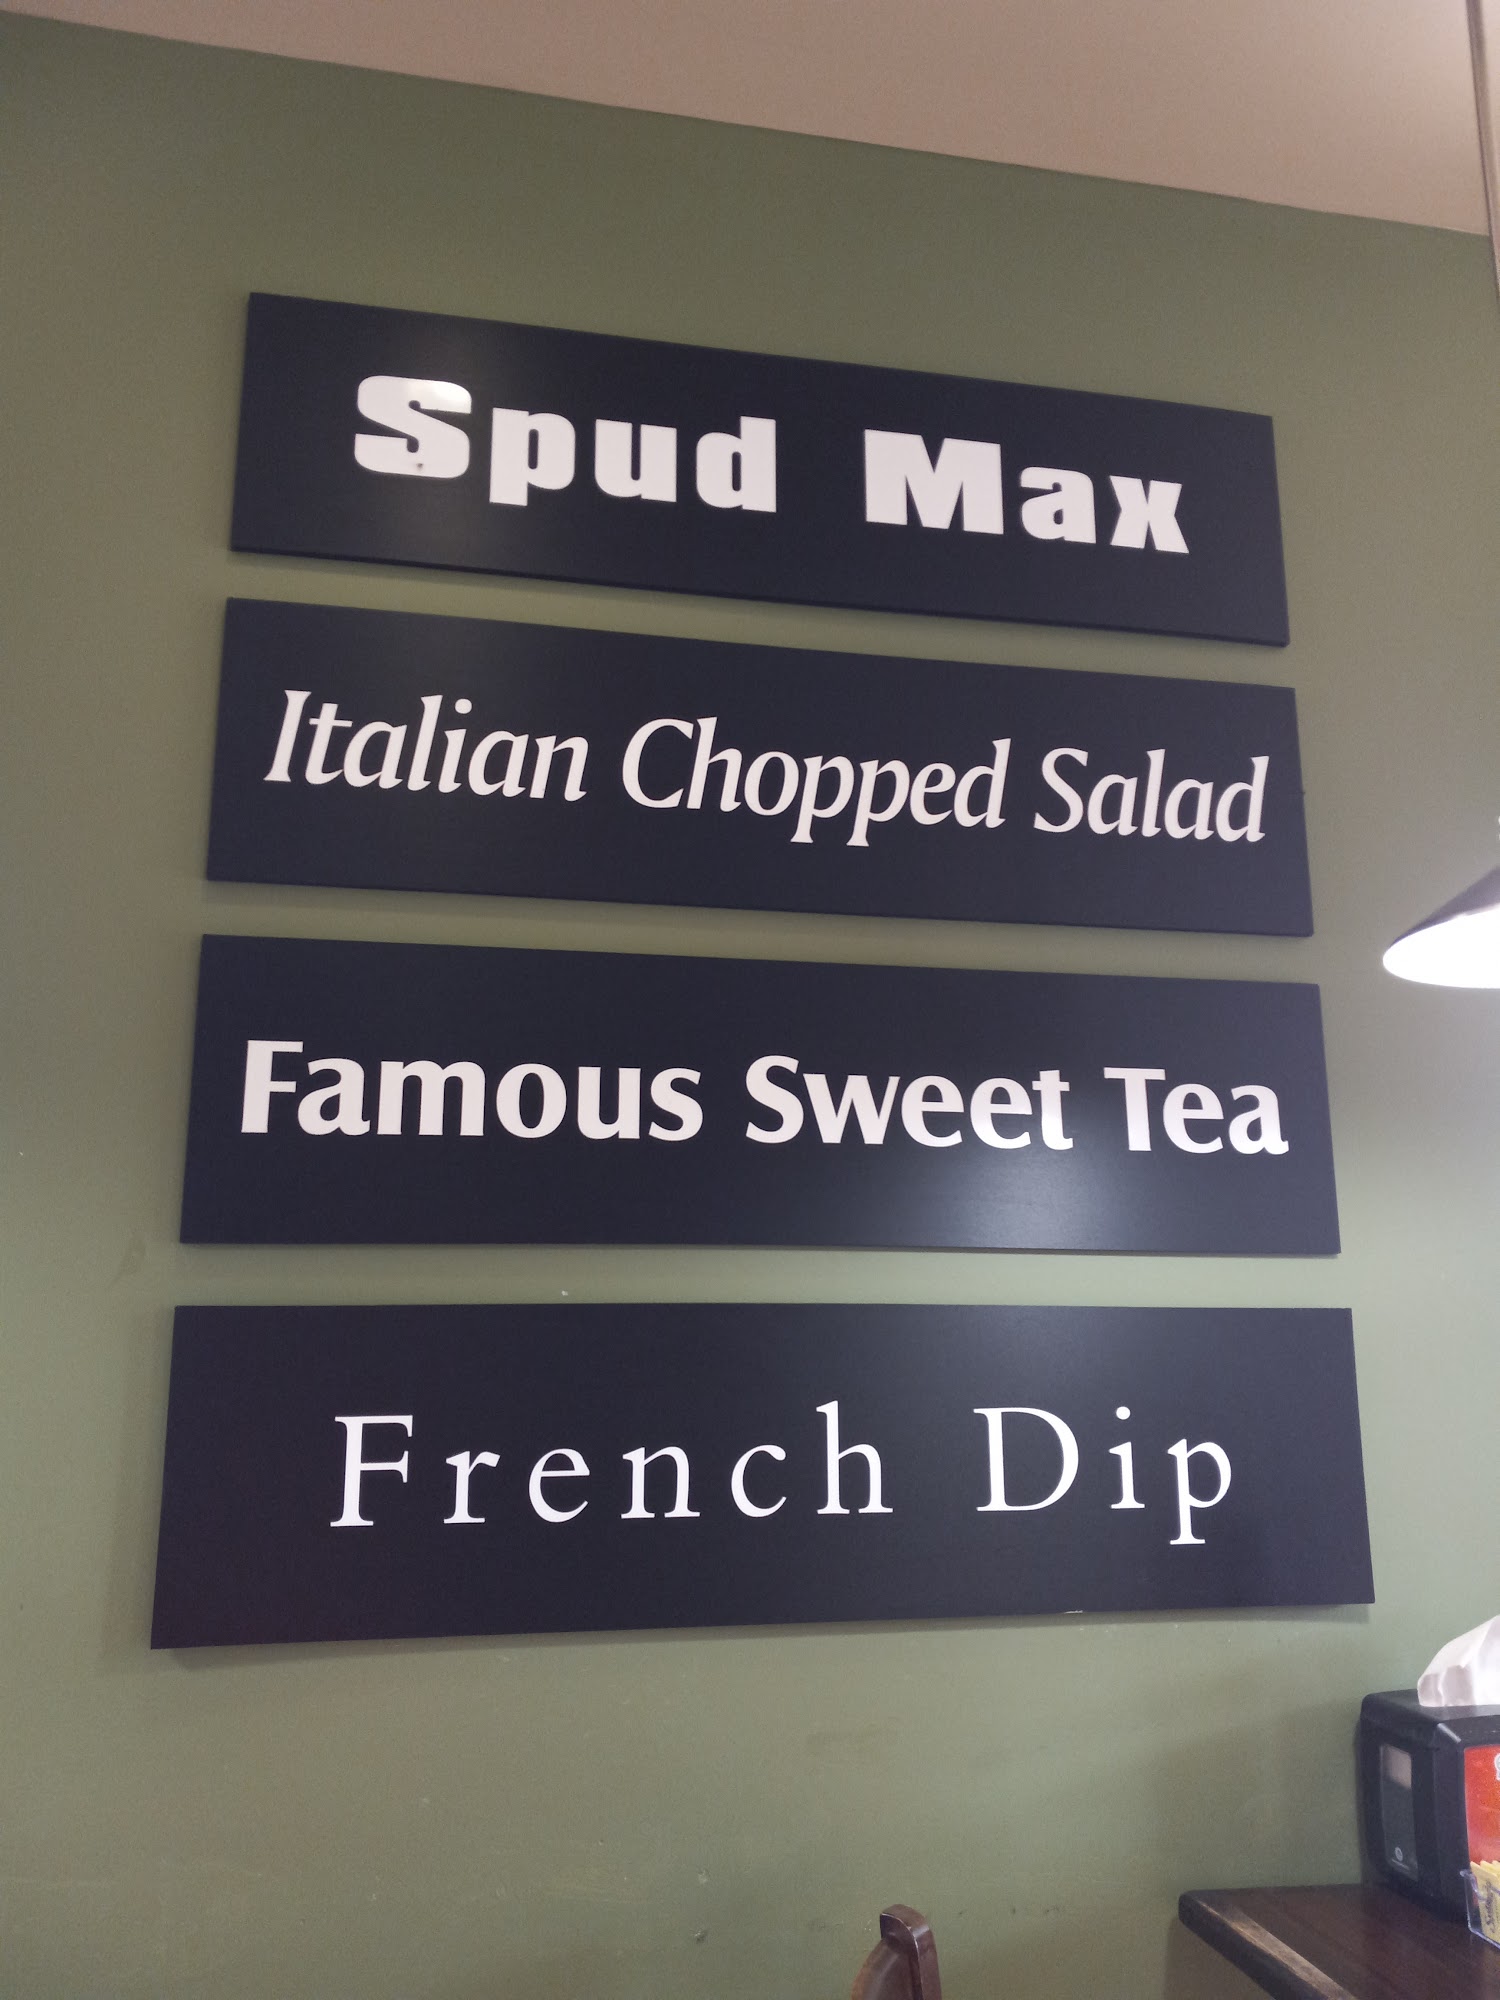 Spud Max
Italian Chopped Salad
Famous Sweet Tea
French Dip